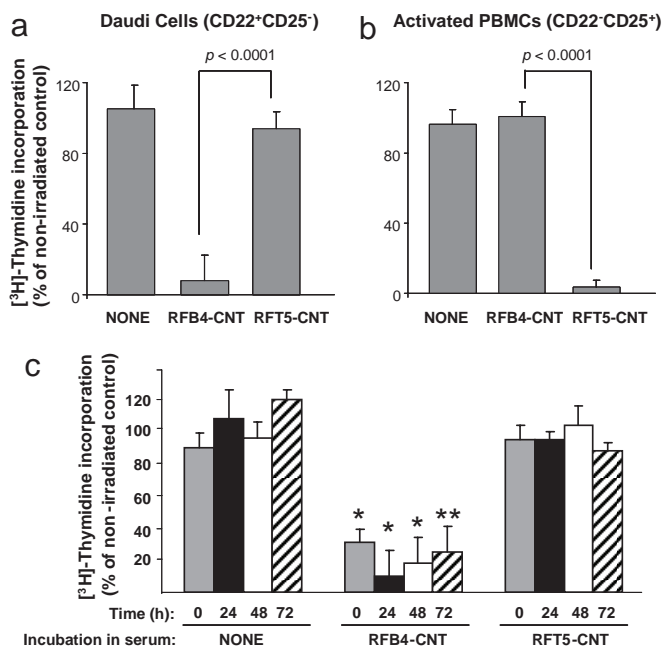 a
Daudi Cells (CD22⁺CD25⁻)
p < 0.0001
[³H]-Thymidine incorporation
(% of non-irradiated control)
120
80
40
0
NONE RFB4-CNT RFT5-CNT
b
Activated PBMCs (CD22⁻CD25⁺)
p < 0.0001
120
80
40
0
NONE RFB4-CNT RFT5-CNT
c
[³H]-Thymidine incorporation
(% of non-irradiated control)
120
100
80
60
40
20
* * * **
Time (h): 0 24 48 72 0 24 48 72 0 24 48 72
Incubation in serum: NONE RFB4-CNT RFT5-CNT